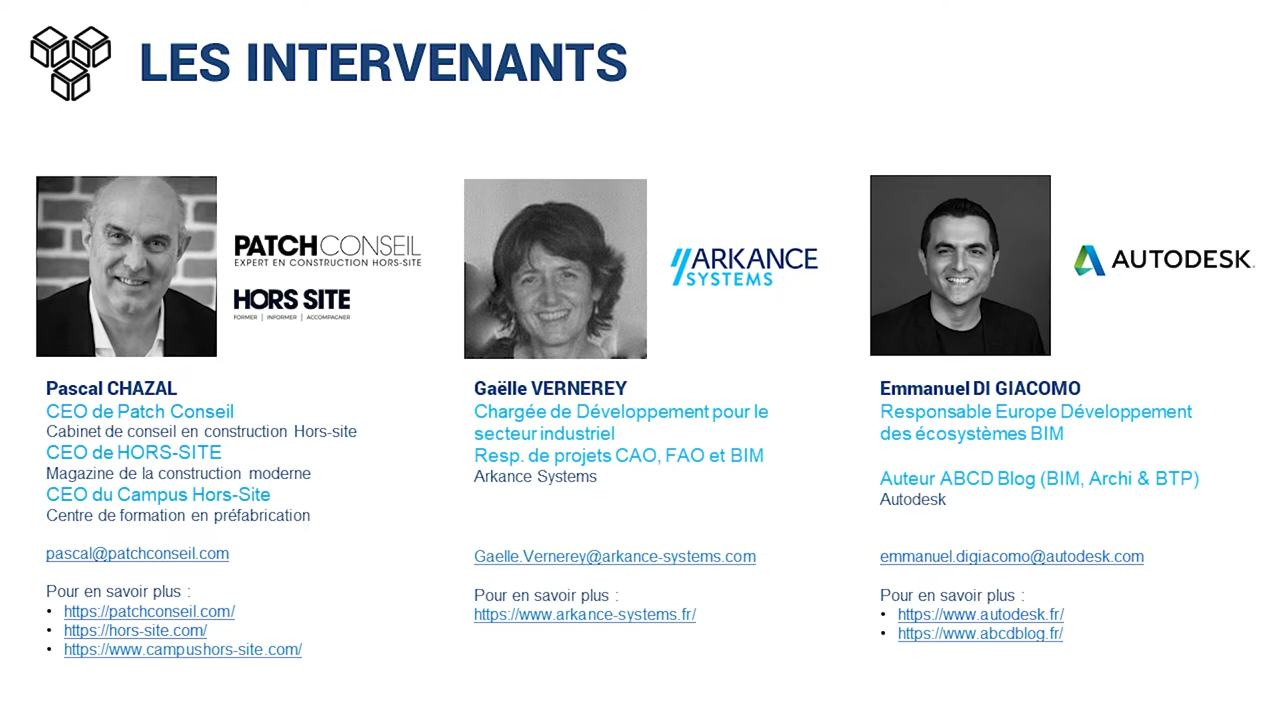 LES INTERVENANTS
PATCHCONSEIL
EXPERT EN CONSTRUCTION HORS-SITE
HORS SITE
FORMER | INFORMER | ACCOMPAGNER
Pascal CHAZAL
CEO de Patch Conseil
Cabinet de conseil en construction Hors-site
CEO de HORS-SITE
Magazine de la construction moderne
CEO du Campus Hors-Site
Centre de formation en préfabrication
pascal@patchconseil.com
Pour en savoir plus :
• https://patchconseil.com/
• https://hors-site.com/
• https://www.campushors-site.com/
ARKANCE
SYSTEMS
Gaëlle VERNEREY
Chargée de Développement pour le
secteur industriel
Resp. de projets CAO, FAO et BIM
Arkance Systems
Gaelle.Vernerey@arkance-systems.com
Pour en savoir plus :
https://www.arkance-systems.fr/
AUTODESK.
Emmanuel DI GIACOMO
Responsable Europe Développement
des écosystèmes BIM
Auteur ABCD Blog (BIM, Archi & BTP)
Autodesk
emmanuel.digiacomo@autodesk.com
Pour en savoir plus :
• https://www.autodesk.fr/
• https://www.abcdblog.fr/